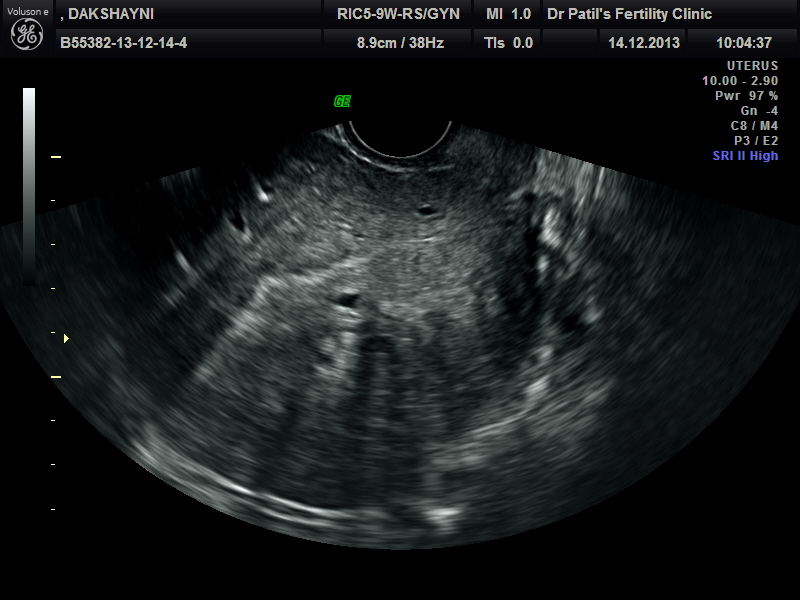 Voluson e
, DAKSHAYNI
RIC5-9W-RS/GYN
MI 1.0
Dr Patil's Fertility Clinic
GE
B55382-13-12-14-4
8.9cm / 38Hz
TIs 0.0
14.12.2013
10:04:37
UTERUS
10.00 - 2.90
Pwr 97 %
Gn -4
C8 / M4
P3 / E2
SRI II High
GE